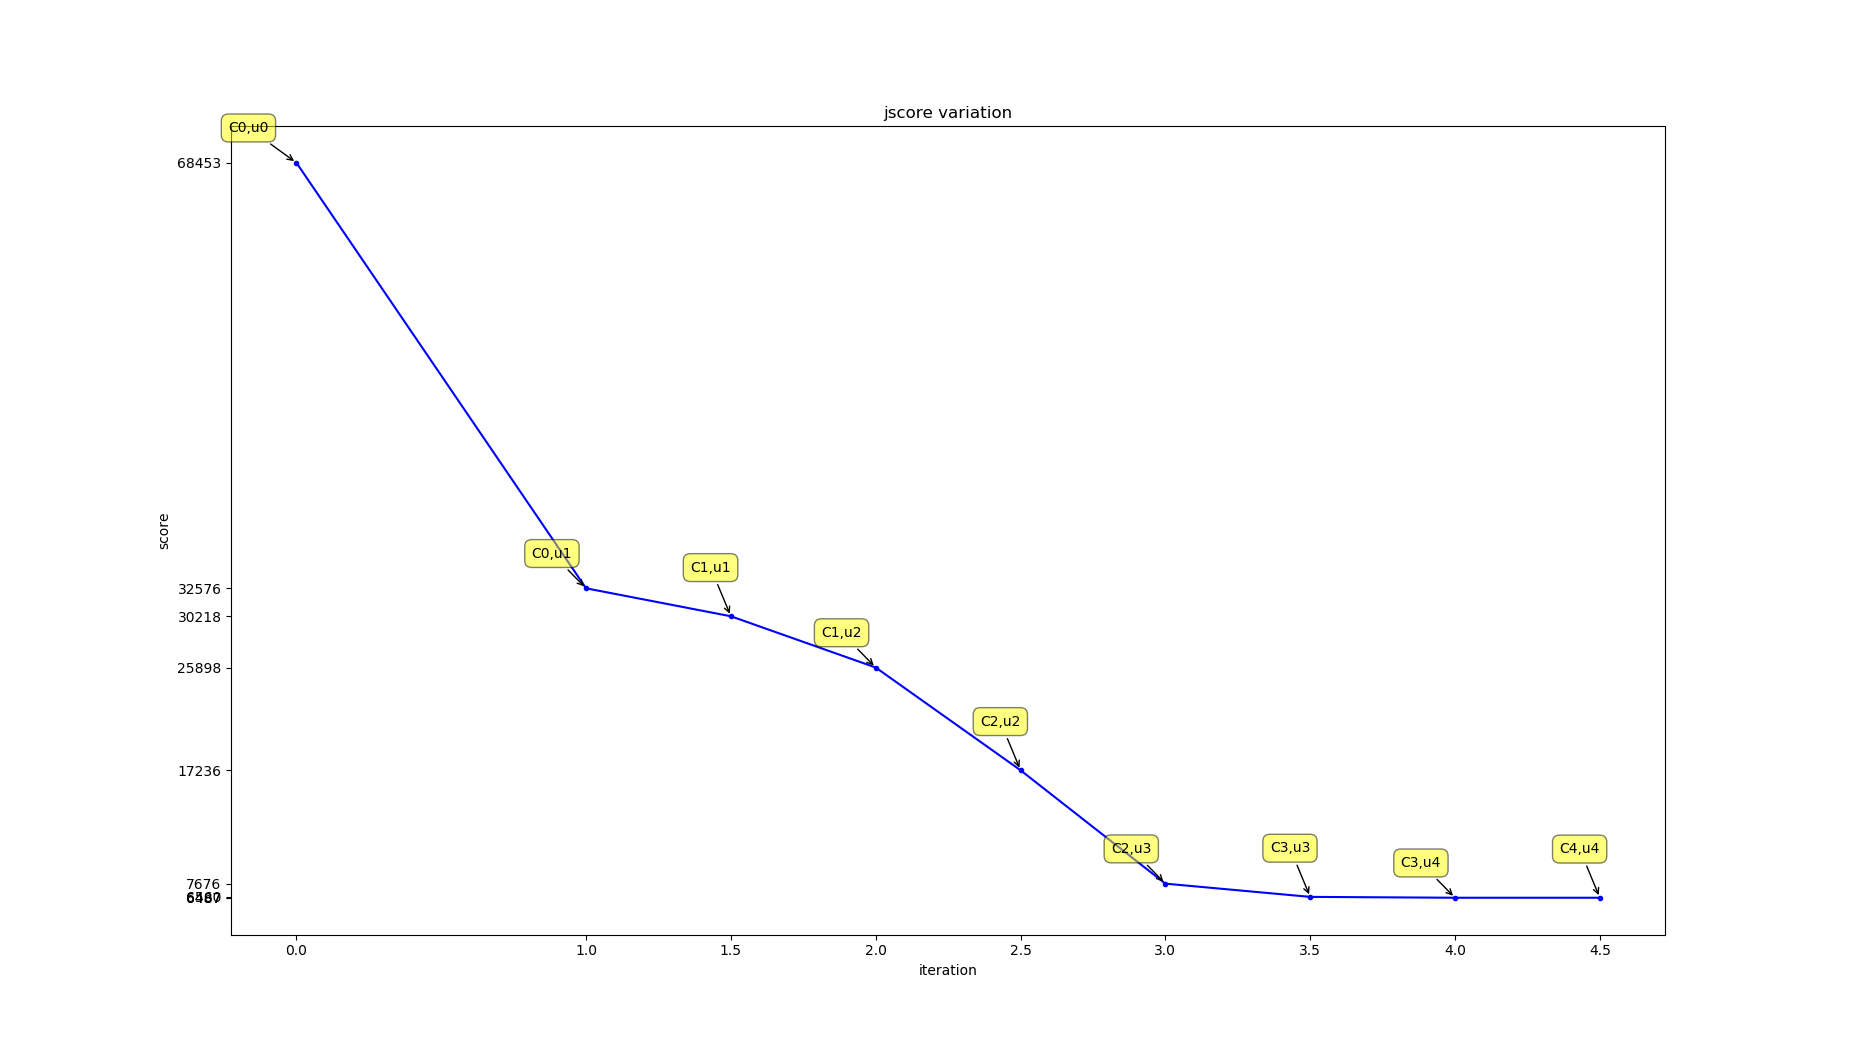 jscore variation
C0,u0
68453
score
C0,u1
C1,u1
32576
30218
C1,u2
25898
C2,u2
17236
C2,u3
C3,u3
C3,u4
C4,u4
7676
0.0 1.0 1.5 2.0 2.5 3.0 3.5 4.0 4.5
iteration